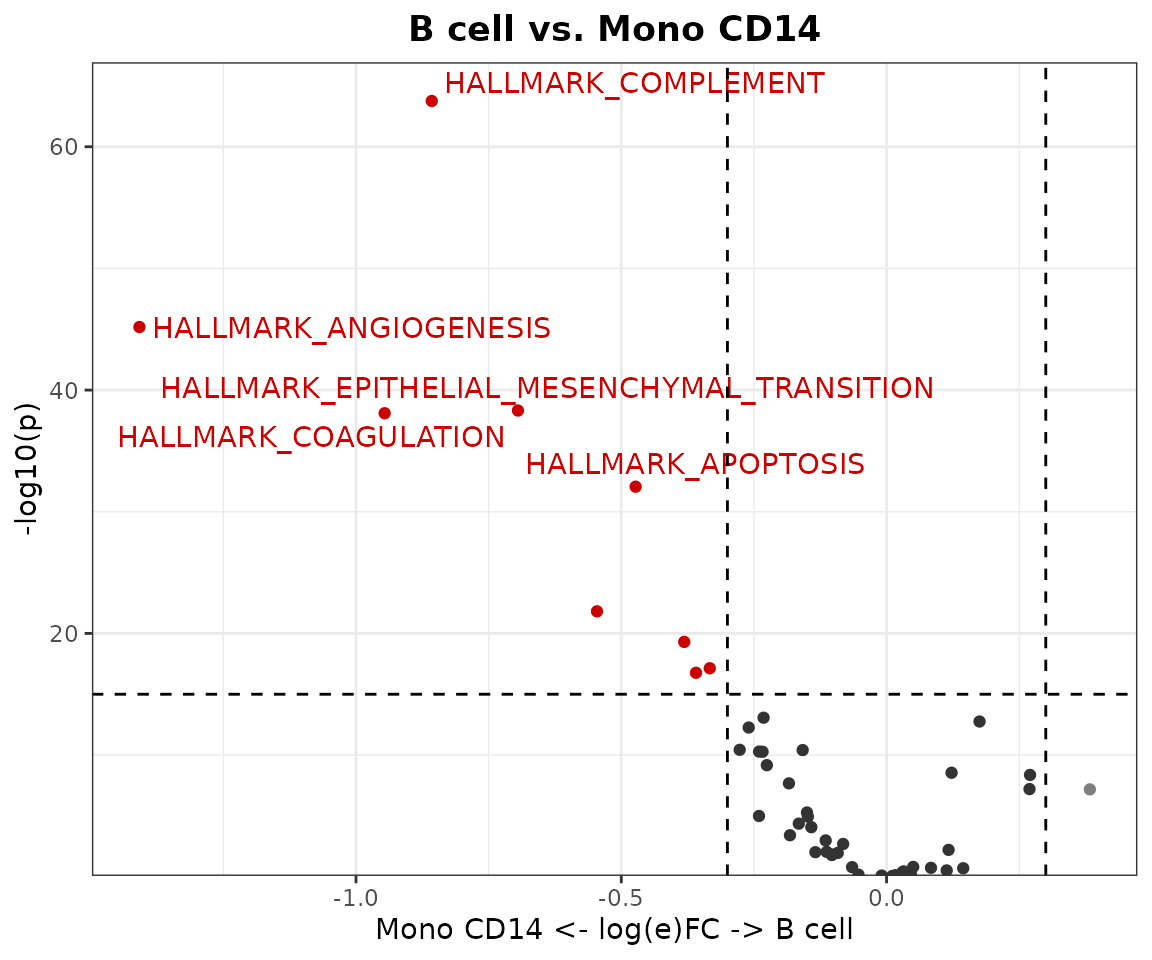 B cell vs. Mono CD14
HALLMARK_COMPLEMENT
60
HALLMARK_ANGIOGENESIS
40
HALLMARK_EPITHELIAL_MESENCHYMAL_TRANSITION
HALLMARK_COAGULATION
HALLMARK_APOPTOSIS
-log10(p)
20
-1.0
-0.5
0.0
Mono CD14 <- log(e)FC -> B cell